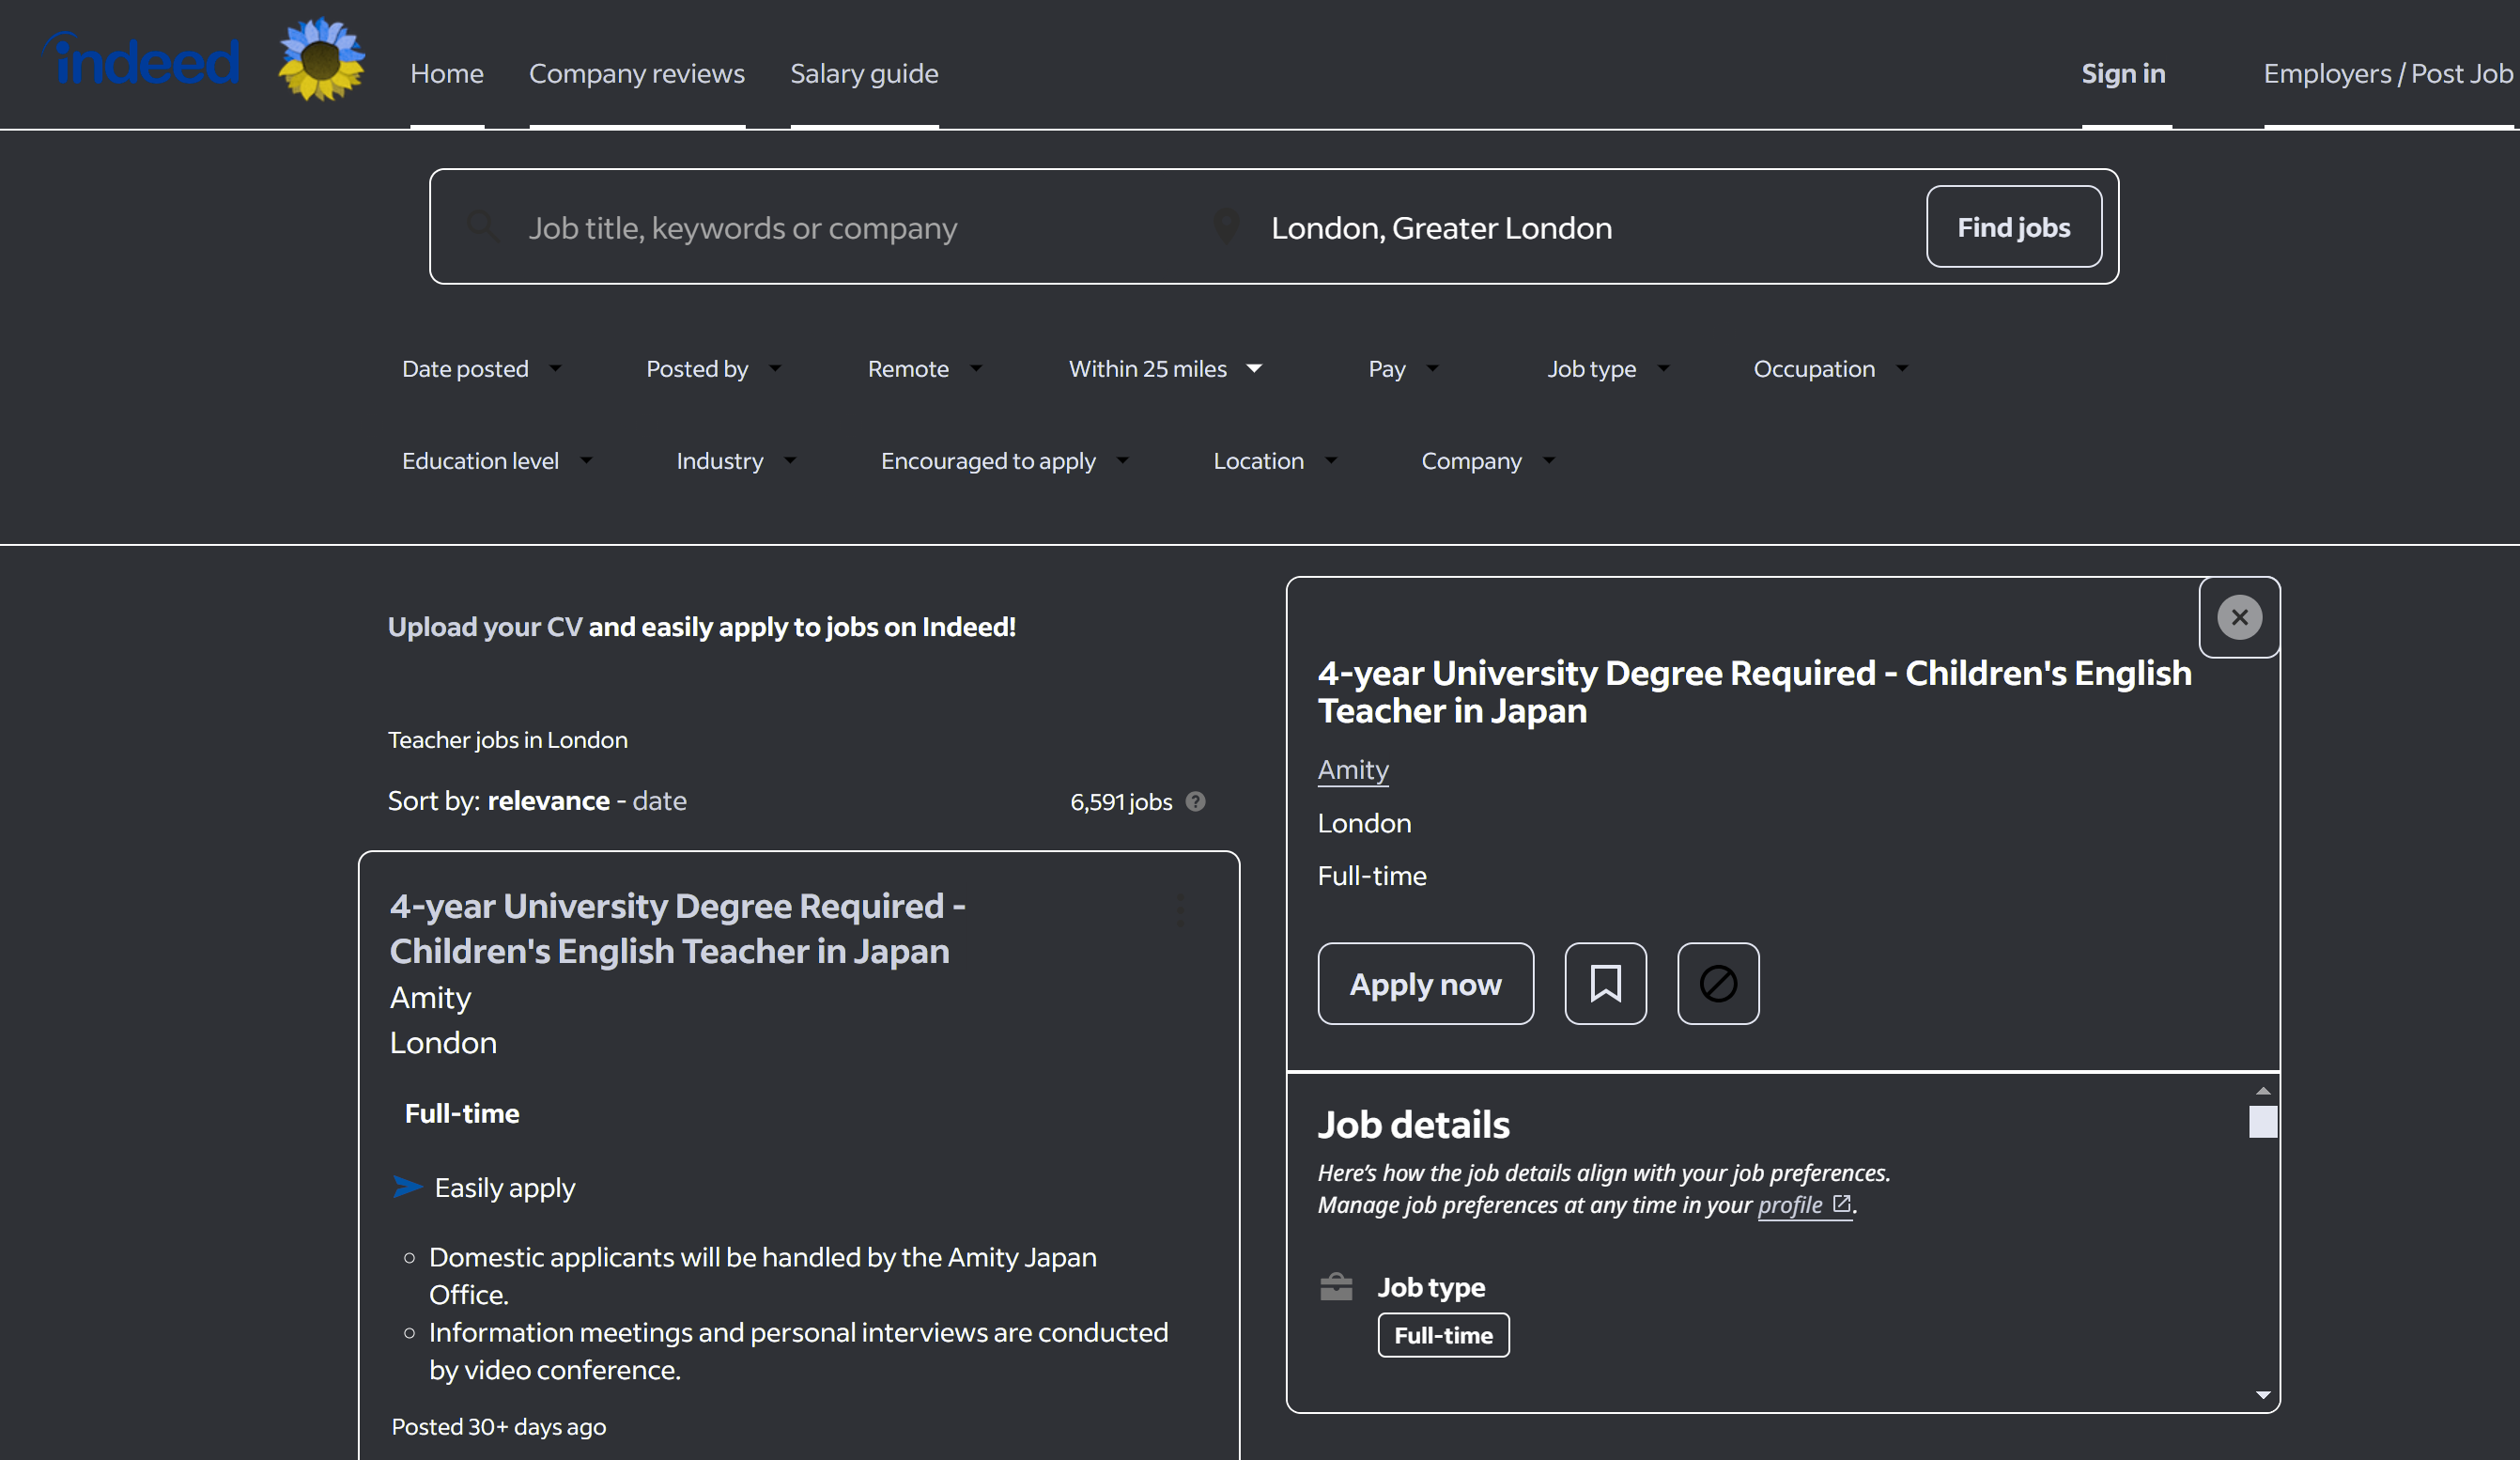 indeed
Home
Company reviews
Salary guide
Sign in
Employers / Post Job
Job title, keywords or company
London, Greater London
Find jobs
Date posted
Posted by
Remote
Within 25 miles
Pay
Job type
Occupation
Education level
Industry
Encouraged to apply
Location
Company
Upload your CV and easily apply to jobs on Indeed!
Teacher jobs in London
Sort by: relevance - date
6,591 jobs
4-year University Degree Required -
Children's English Teacher in Japan
Amity
London
Full-time
Easily apply
Domestic applicants will be handled by the Amity Japan
Office.
Information meetings and personal interviews are conducted
by video conference.
Posted 30+ days ago
4-year University Degree Required - Children's English
Teacher in Japan
Amity
London
Full-time
Apply now
Job details
Here’s how the job details align with your job preferences.
Manage job preferences at any time in your profile.
Job type
Full-time